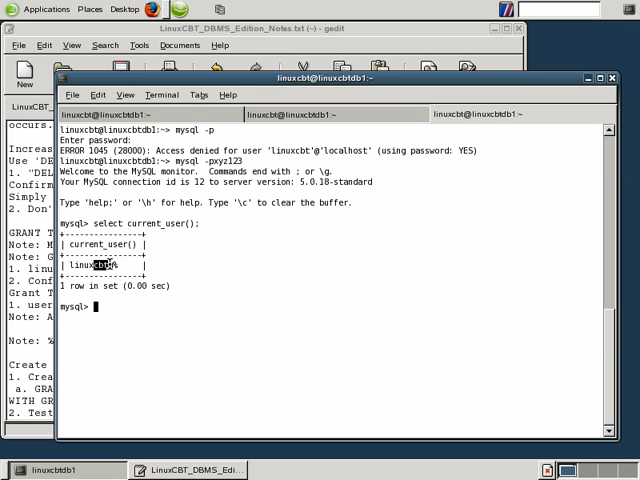 Applications Places Desktop
LinuxCBT_DBMS_Edition_Notes.txt (~) - gedit
File Edit View Search Tools Documents Help
New
LinuxCBT_
occurs.
Increas
Use 'DE
1. "DEL
Confirm
Simply
2. Don'
GRANT T
Note: M
Note: G
1. linu
2. Conf
Grant T
1. user
Note: A
Note: %
Create
1. Crea
a. GRA
WITH GR
2. Test
linuxcbt@linuxcbtdb1:~
File Edit View Terminal Tabs Help
linuxcbt@linuxcbtdb1:~ linuxcbt@linuxcbtdb1:~ linuxcbt@linuxcbtdb1:~
linuxcbt@linuxcbtdb1:~> mysql -p
Enter password:
ERROR 1045 (28000): Access denied for user 'linuxcbt'@'localhost' (using password: YES)
linuxcbt@linuxcbtdb1:~> mysql -pxyz123
Welcome to the MySQL monitor.  Commands end with ; or \g.
Your MySQL connection id is 12 to server version: 5.0.18-standard
Type 'help;' or '\h' for help. Type '\c' to clear the buffer.
mysql> select current_user();
+----------------+
| current_user() |
+----------------+
| linuxcbt@% |
+----------------+
1 row in set (0.00 sec)
mysql>
linuxcbtdb1 LinuxCBT_DBMS_Edi...